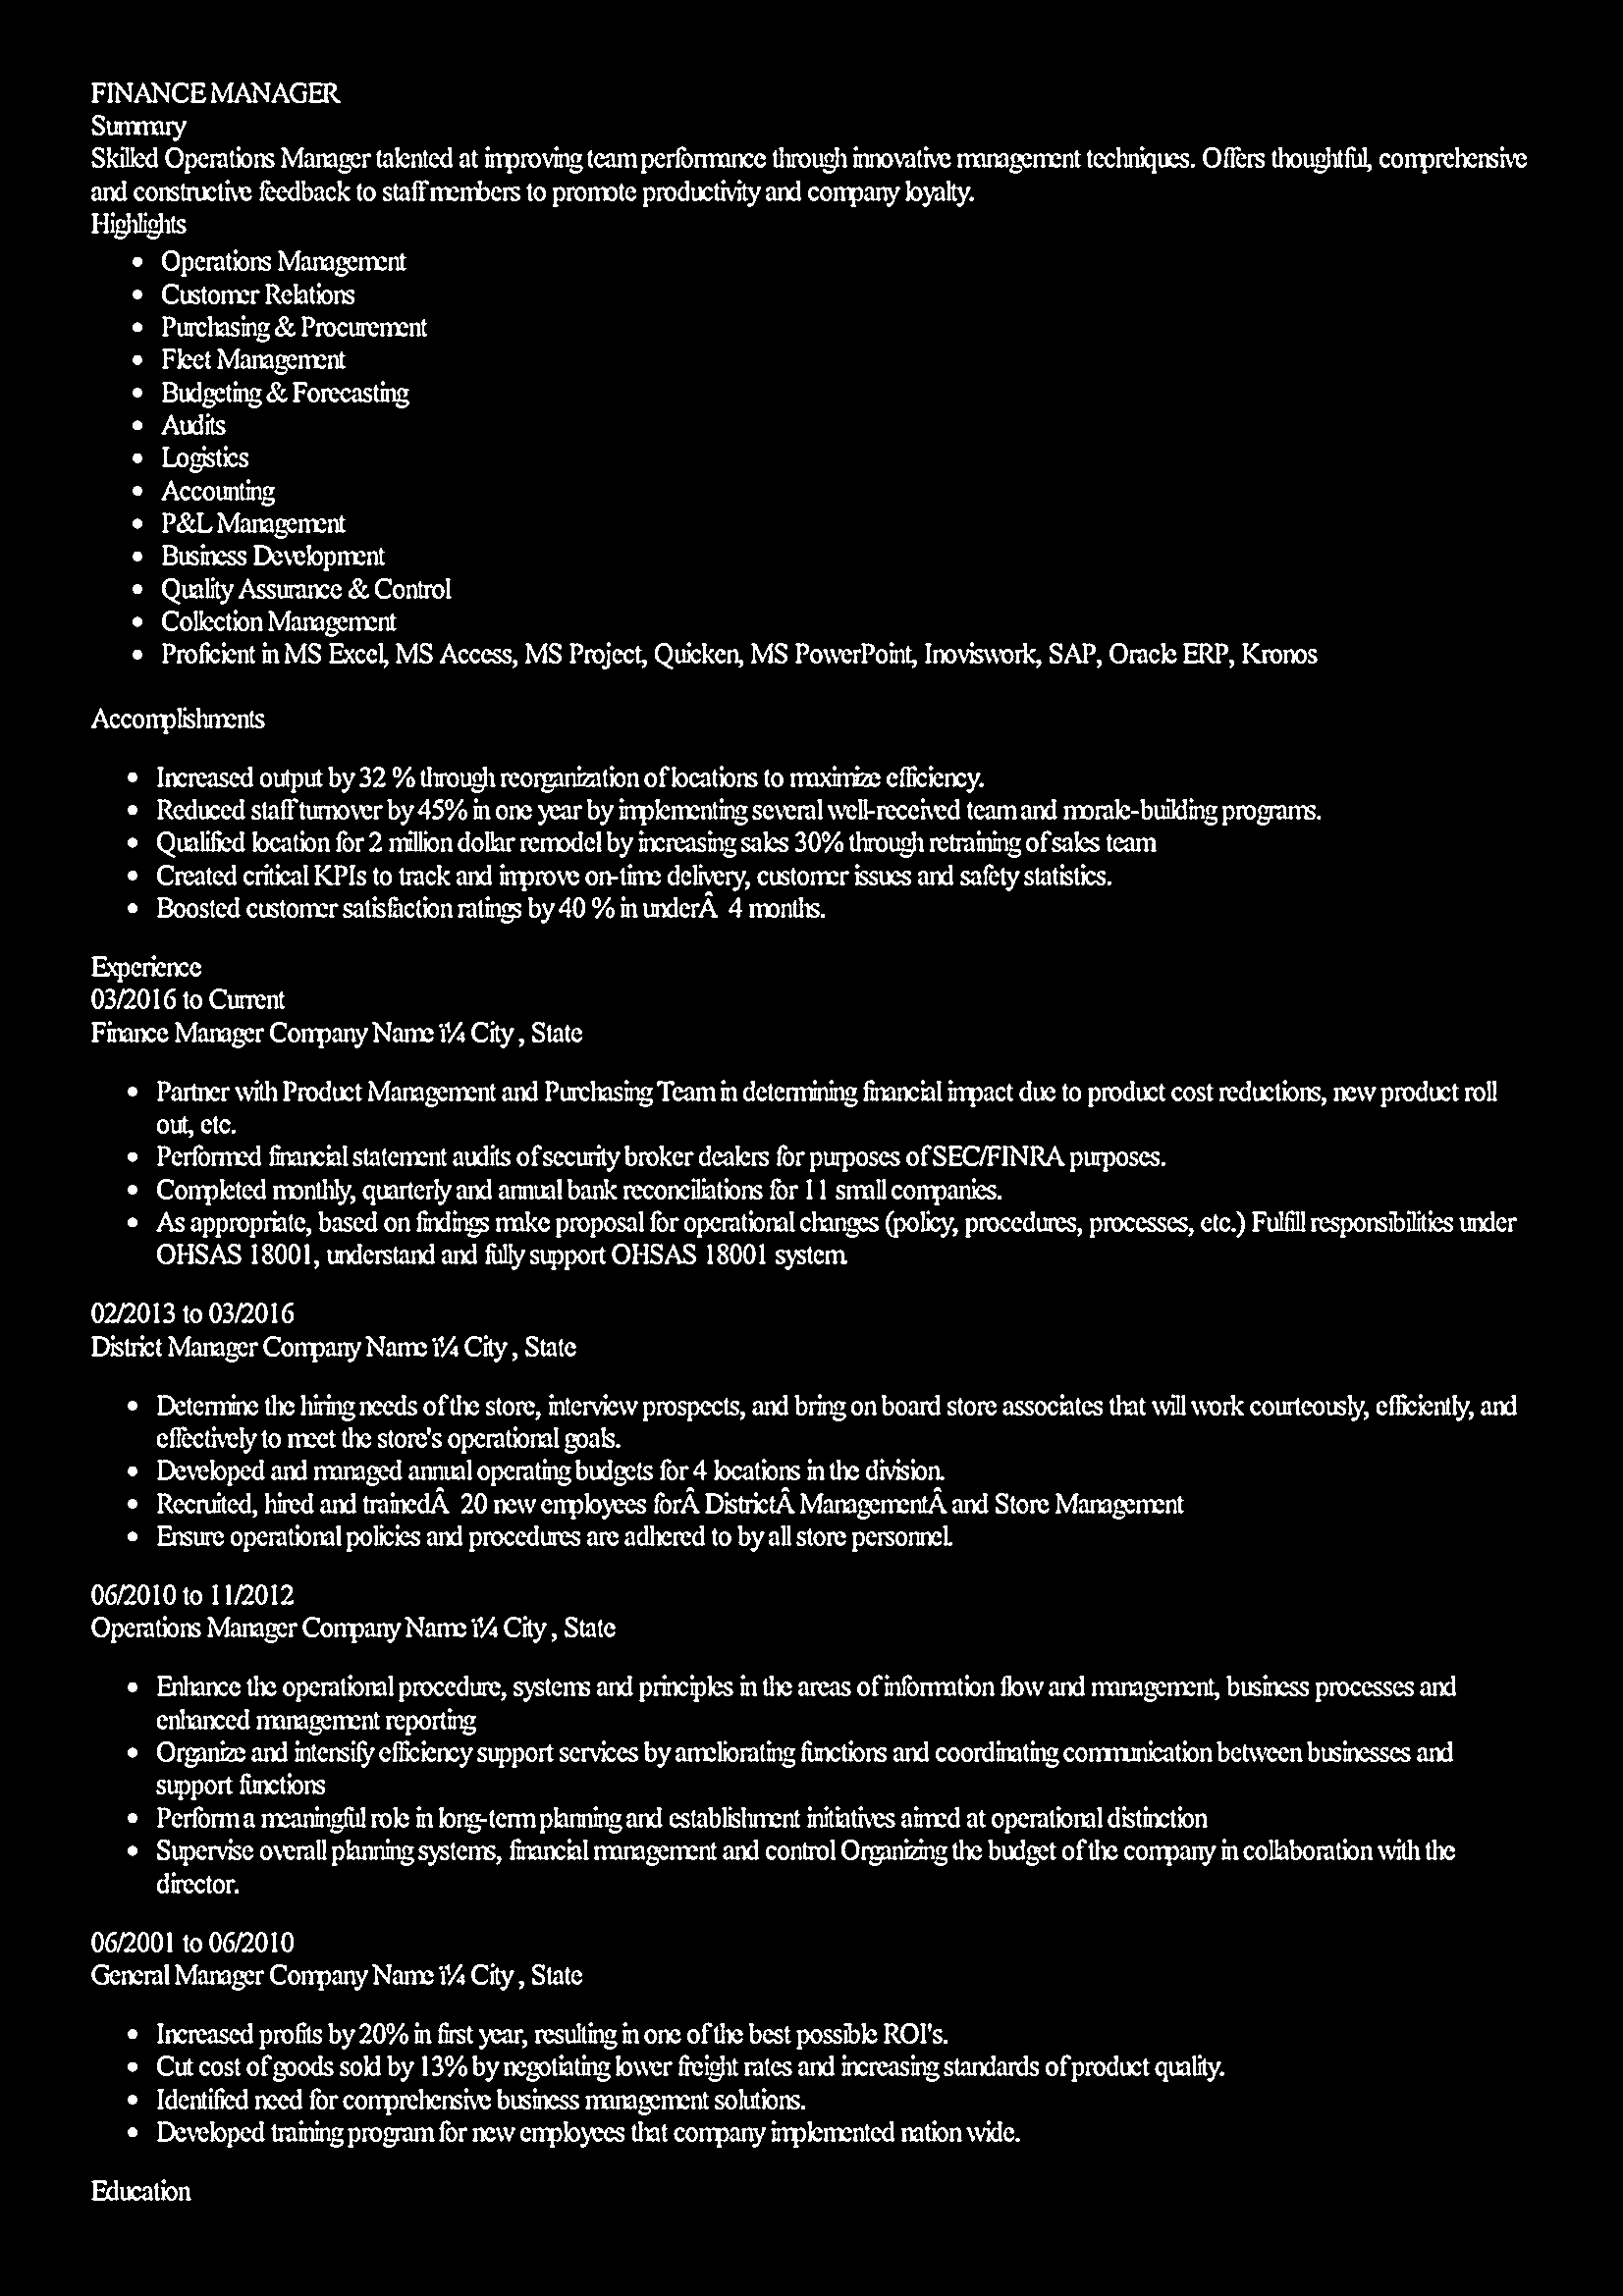 FINANCE MANAGER
Summary
Skilled Operations Manager talented at improving team performance through innovative management techniques. Offers thoughtful, comprehensive
and constructive feedback to staff members to promote productivity and company loyalty.
Highlights
• Operations Management
• Customer Relations
• Purchasing & Procurement
• Fleet Management
• Budgeting & Forecasting
• Audits
• Logistics
• Accounting
• P&L Management
• Business Development
• Quality Assurance & Control
• Collection Management
• Proficient in MS Excel, MS Access, MS Project, Quicken, MS PowerPoint, Inoviswork, SAP, Oracle ERP, Kronos
Accomplishments
• Increased output by 32 % through reorganization of locations to maximize efficiency.
• Reduced staff turnover by 45% in one year by implementing several well-received team and morale-building programs.
• Qualified location for 2 million dollar remodel by increasing sales 30% through retraining of sales team
• Created critical KPIs to track and improve on-time delivery, customer issues and safety statistics.
• Boosted customer satisfaction ratings by 40 % in underÂ 4 months.
Experience
03/2016 to Current
Finance Manager Company Name ï¼ City , State
• Partner with Product Management and Purchasing Team in determining financial impact due to product cost reductions, new product roll
out, etc.
• Performed financial statement audits of security broker dealers for purposes of SEC/FINRA purposes.
• Completed monthly, quarterly and annual bank reconciliations for 11 small companies.
• As appropriate, based on findings make proposal for operational changes (policy, procedures, processes, etc.) Fulfill responsibilities under
OHSAS 18001, understand and fully support OHSAS 18001 system.
02/2013 to 03/2016
District Manager Company Name ï¼ City , State
• Determine the hiring needs of the store, interview prospects, and bring on board store associates that will work courteously, efficiently, and
effectively to meet the store's operational goals.
• Developed and managed annual operating budgets for 4 locations in the division.
• Recruited, hired and trainedÂ 20 new employees forÂ DistrictÂ ManagementÂ and Store Management
• Ensure operational policies and procedures are adhered to by all store personnel.
06/2010 to 11/2012
Operations Manager Company Name ï¼ City , State
• Enhance the operational procedure, systems and principles in the areas of information flow and management, business processes and
enhanced management reporting
• Organize and intensify efficiency support services by ameliorating functions and coordinating communication between businesses and
support functions
• Perform a meaningful role in long-term planning and establishment initiatives aimed at operational distinction
• Supervise overall planning systems, financial management and control Organizing the budget of the company in collaboration with the
director.
06/2001 to 06/2010
General Manager Company Name ï¼ City , State
• Increased profits by 20% in first year, resulting in one of the best possible ROI's.
• Cut cost of goods sold by 13% by negotiating lower freight rates and increasing standards of product quality.
• Identified need for comprehensive business management solutions.
• Developed training program for new employees that company implemented nation wide.
Education